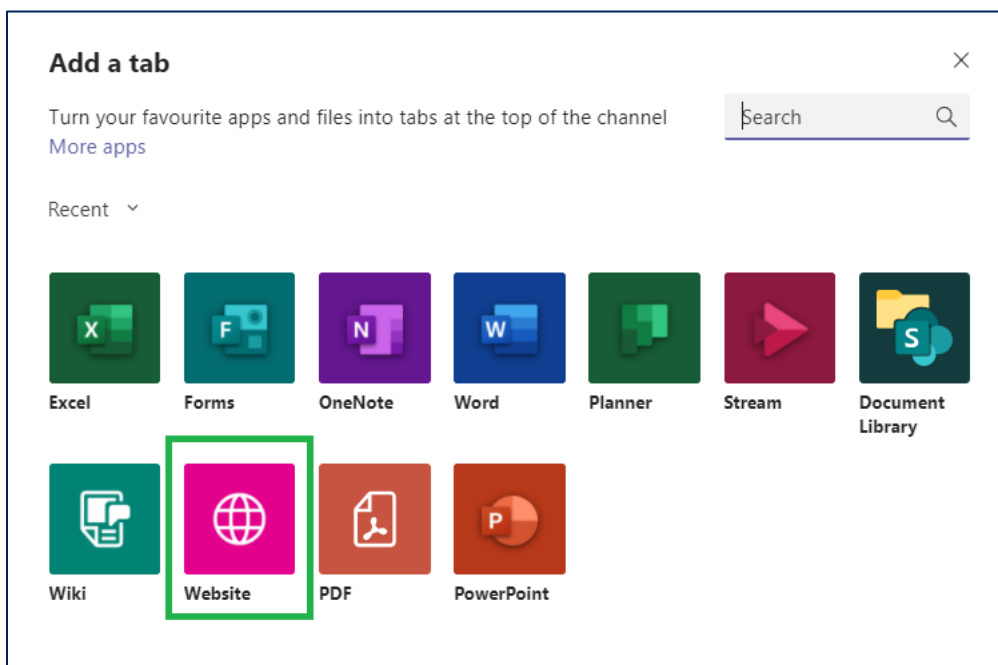 Add a tab
Turn your favourite apps and files into tabs at the top of the channel
More apps
Search
Recent
X
F
N
W
S
Excel
Forms
OneNote
Word
Planner
Stream
Document
Library
P
Wiki
Website
PDF
PowerPoint